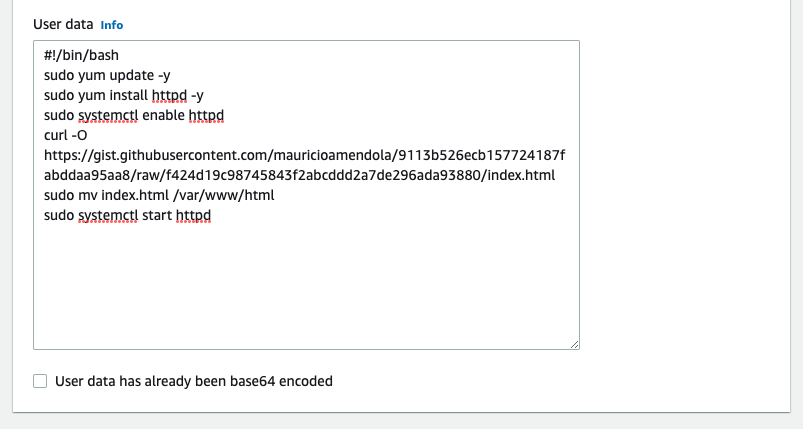 User data Info
#!/bin/bash
sudo yum update -y
sudo yum install httpd -y
sudo systemctl enable httpd
curl -O
https://gist.githubusercontent.com/mauricioamendola/9113b526ecb157724187f
abddaa95aa8/raw/f424d19c98745843f2abcddd2a7de296ada93880/index.html
sudo mv index.html /var/www/html
sudo systemctl start httpd
User data has already been base64 encoded